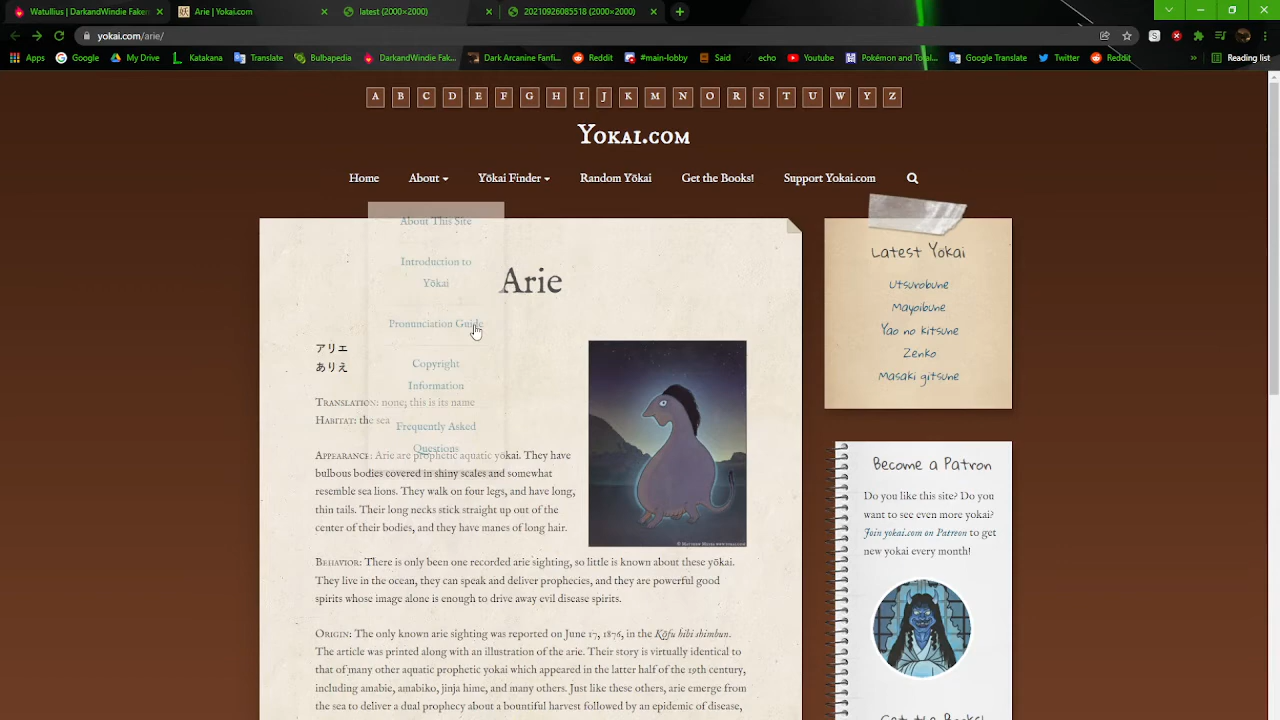 Watullius | DarkandWindie Fake
Arie | Yokai.com
latest (2000×2000)
20210926085518 (2000×2000)
yokai.com/arie/
Apps
Google
My Drive
Katakana
Translate
Bulbapedia
DarkandWindieFa...
Dark Arcanine Fanfi...
Reddit
#main-lobby
Said
echo
Youtube
Pokémon and Total...
Google Translate
Twitter
Reddit
»
Reading list
A B C D E F G H I J K M N O R S T U W Y Z
Yokai.com
Home
About
Yōkai Finder
Random Yōkai
Get the Books!
Support Yokai.com
About This Site
Introduction to
Yōkai
Pronunciation Guide
Copyright
Information
Frequently Asked
Questions
Arie
アリエ
ありえ
Translation: none; this is its name
Habitat: the sea
Appearance: Arie are prophetic aquatic yokai. They have
bulbous bodies covered in shiny scales and somewhat
resemble sea lions. They walk on four legs, and have long,
thin tails. Their long necks stick straight up out of the
center of their bodies, and they have manes of long hair.
Behavior: There is only been one recorded arie sighting, so little is known about these yōkai.
They live in the ocean, they can speak and deliver prophecies, and they are powerful good
spirits whose image alone is enough to drive away evil disease spirits.
Origin: The only known arie sighting was reported on June 17, 1876, in the Kōfu hibi shimbun.
The article was printed along with an illustration of the arie. Their story is virtually identical to
that of many other aquatic prophetic yokai which appeared in the latter half of the 19th century,
including amabie, amabiko, jinja hime, and many others. Just like these others, arie emerge from
the sea to deliver a dual prophecy about a bountiful harvest followed by an epidemic of disease,
Latest Yokai
Utsurobune
Mayoibune
Yao no kitsune
Zenko
Masaki gitsune
Become a Patron
Do you like this site? Do you
want to see even more yokai?
Join yokai.com on Patreon to get
new yokai every month!
Get the Books!